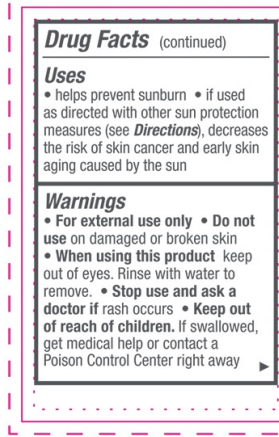 Drug Facts (continued)
Uses
• helps prevent sunburn • if used
as directed with other sun protection
measures (see Directions), decreases
the risk of skin cancer and early skin
aging caused by the sun
Warnings
• For external use only • Do not
use on damaged or broken skin
• When using this product keep
out of eyes. Rinse with water to
remove. • Stop use and ask a
doctor if rash occurs • Keep out
of reach of children. If swallowed,
get medical help or contact a
Poison Control Center right away